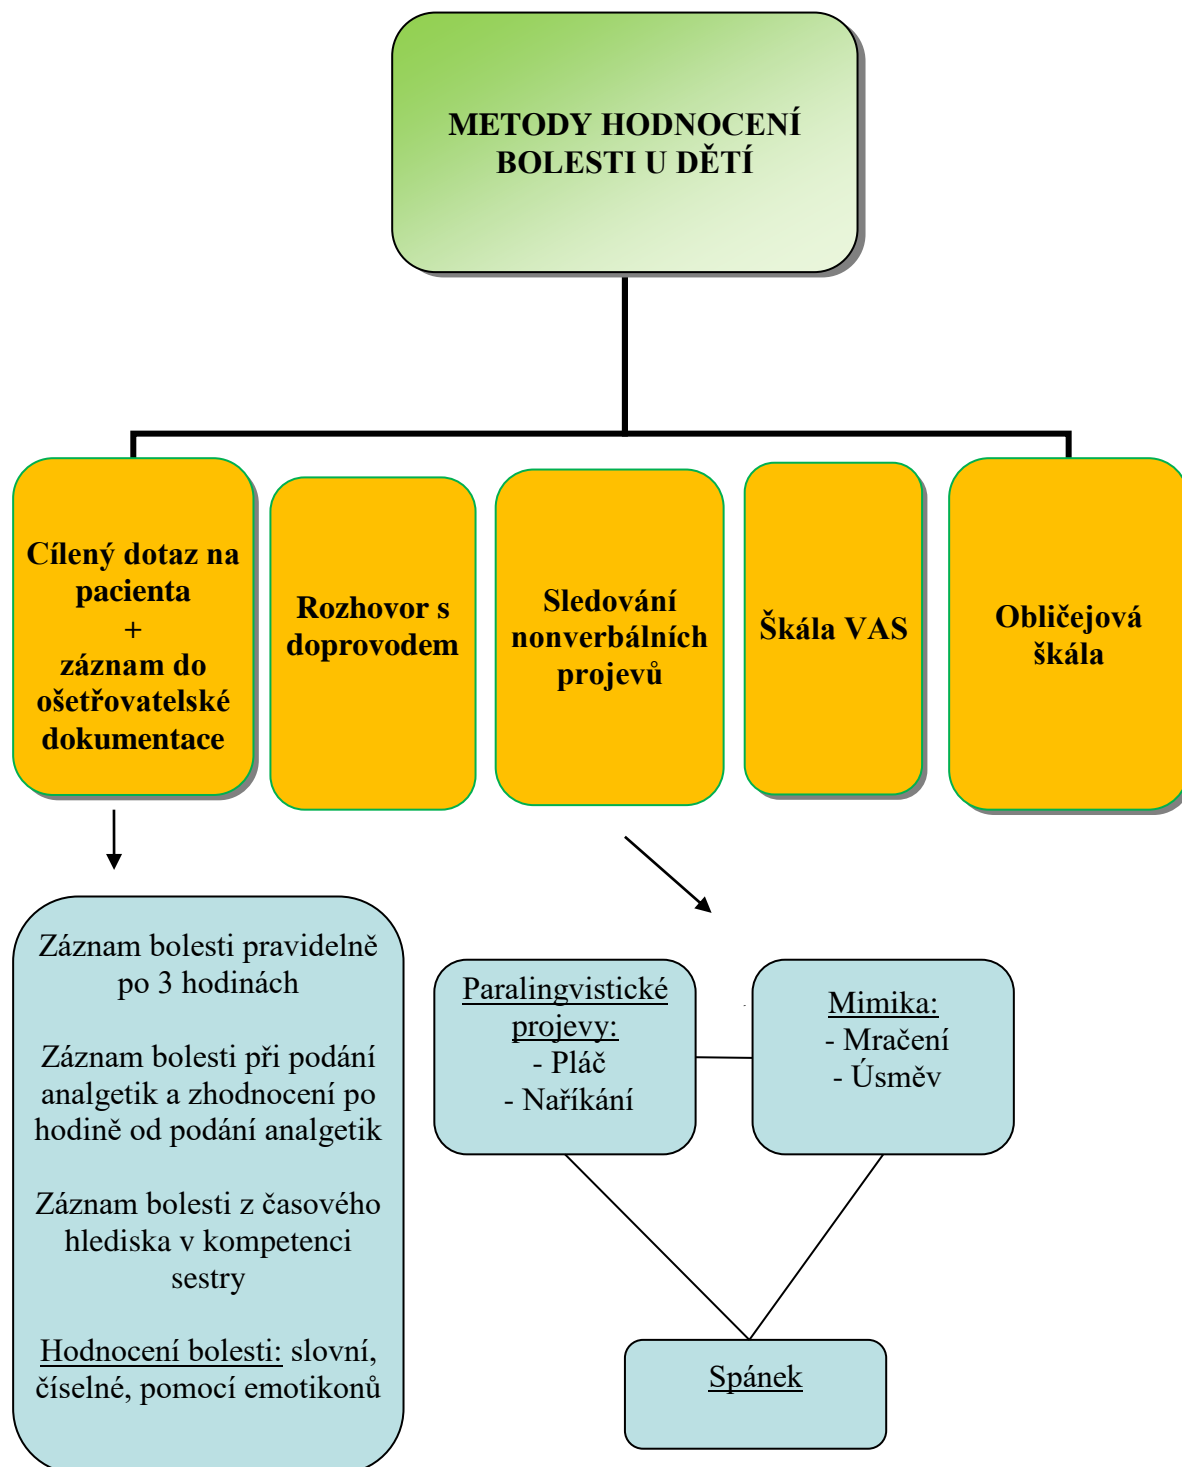 METODY HODNOCENÍ
BOLESTI U DĚTÍ
Cílený dotaz na
pacienta
+
záznam do
ošetřovatelské
dokumentace
Rozhovor s
doprovodem
Sledování
nonverbálních
projevů
Škála VAS
Obličejová
škála
Záznam bolesti pravidelně
po 3 hodinách
Záznam bolesti při podání
analgetik a zhodnocení po
hodině od podání analgetik
Záznam bolesti z časového
hlediska v kompetenci
sestry
Hodnocení bolesti: slovní,
číselné, pomocí emotikonů
Paralingvistické
projevy:
- Pláč
- Naříkání
Mimika:
- Mračení
- Úsměv
Spánek